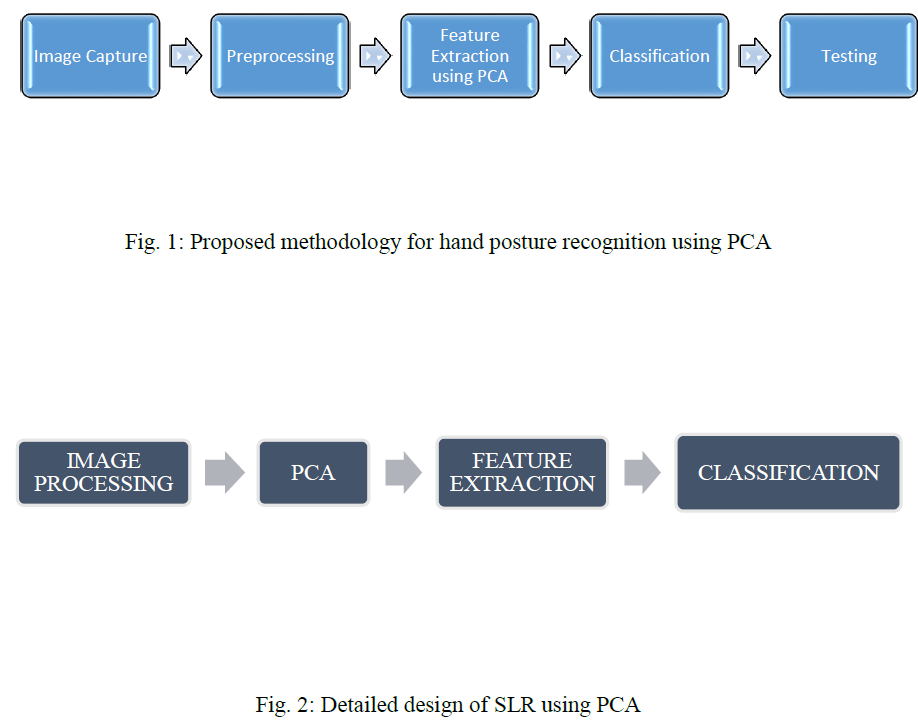 Image Capture
Preprocessing
Feature
Extraction
using PCA
Classification
Testing
Fig. 1: Proposed methodology for hand posture recognition using PCA
IMAGE
PROCESSING
PCA
FEATURE
EXTRACTION
CLASSIFICATION
Fig. 2: Detailed design of SLR using PCA